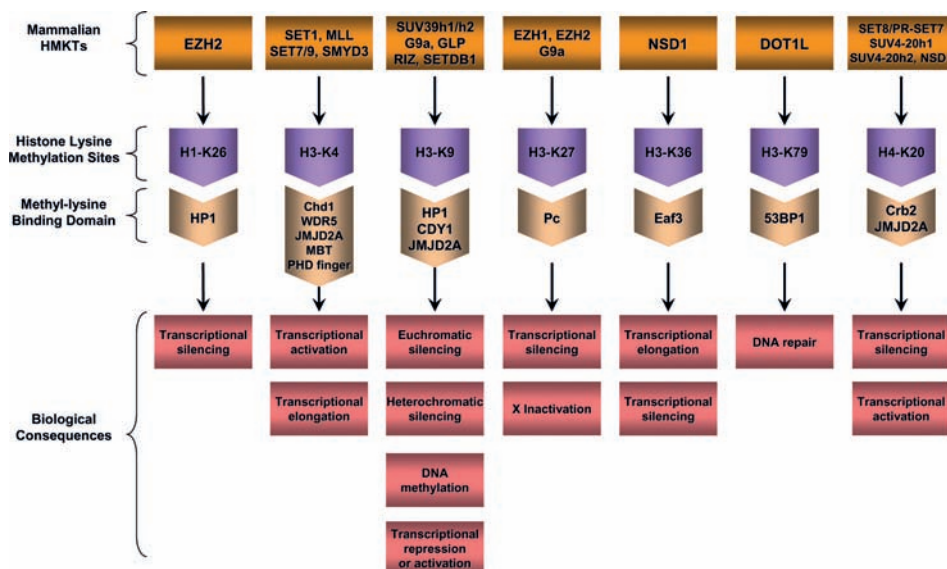 Mammalian
HMKTs
EZH2
SET1, MLL
SET7/9, SMYD3
SUV39h1/h2
G9a, GLP
RIZ, SETDB1
EZH1, EZH2
G9a
NSD1
DOT1L
SET8/PR-SET7
SUV4-20h1
SUV4-20h2, NSD
Histone Lysine
Methylation Sites
H1-K26
H3-K4
H3-K9
H3-K27
H3-K36
H3-K79
H4-K20
Methyl-lysine
Binding Domain
HP1
Chd1
WDR5
JMJD2A
MBT
PHD finger
HP1
CDY1
JMJD2A
Pc
Eaf3
53BP1
Crb2
JMJD2A
Biological
Consequences
Transcriptional
silencing
Transcriptional
activation
Euchromatic
silencing
Transcriptional
silencing
Transcriptional
elongation
DNA repair
Transcriptional
silencing
Transcriptional
elongation
Heterochromatic
silencing
X Inactivation
Transcriptional
silencing
Transcriptional
activation
DNA
methylation
Transcriptional
repression
or activation